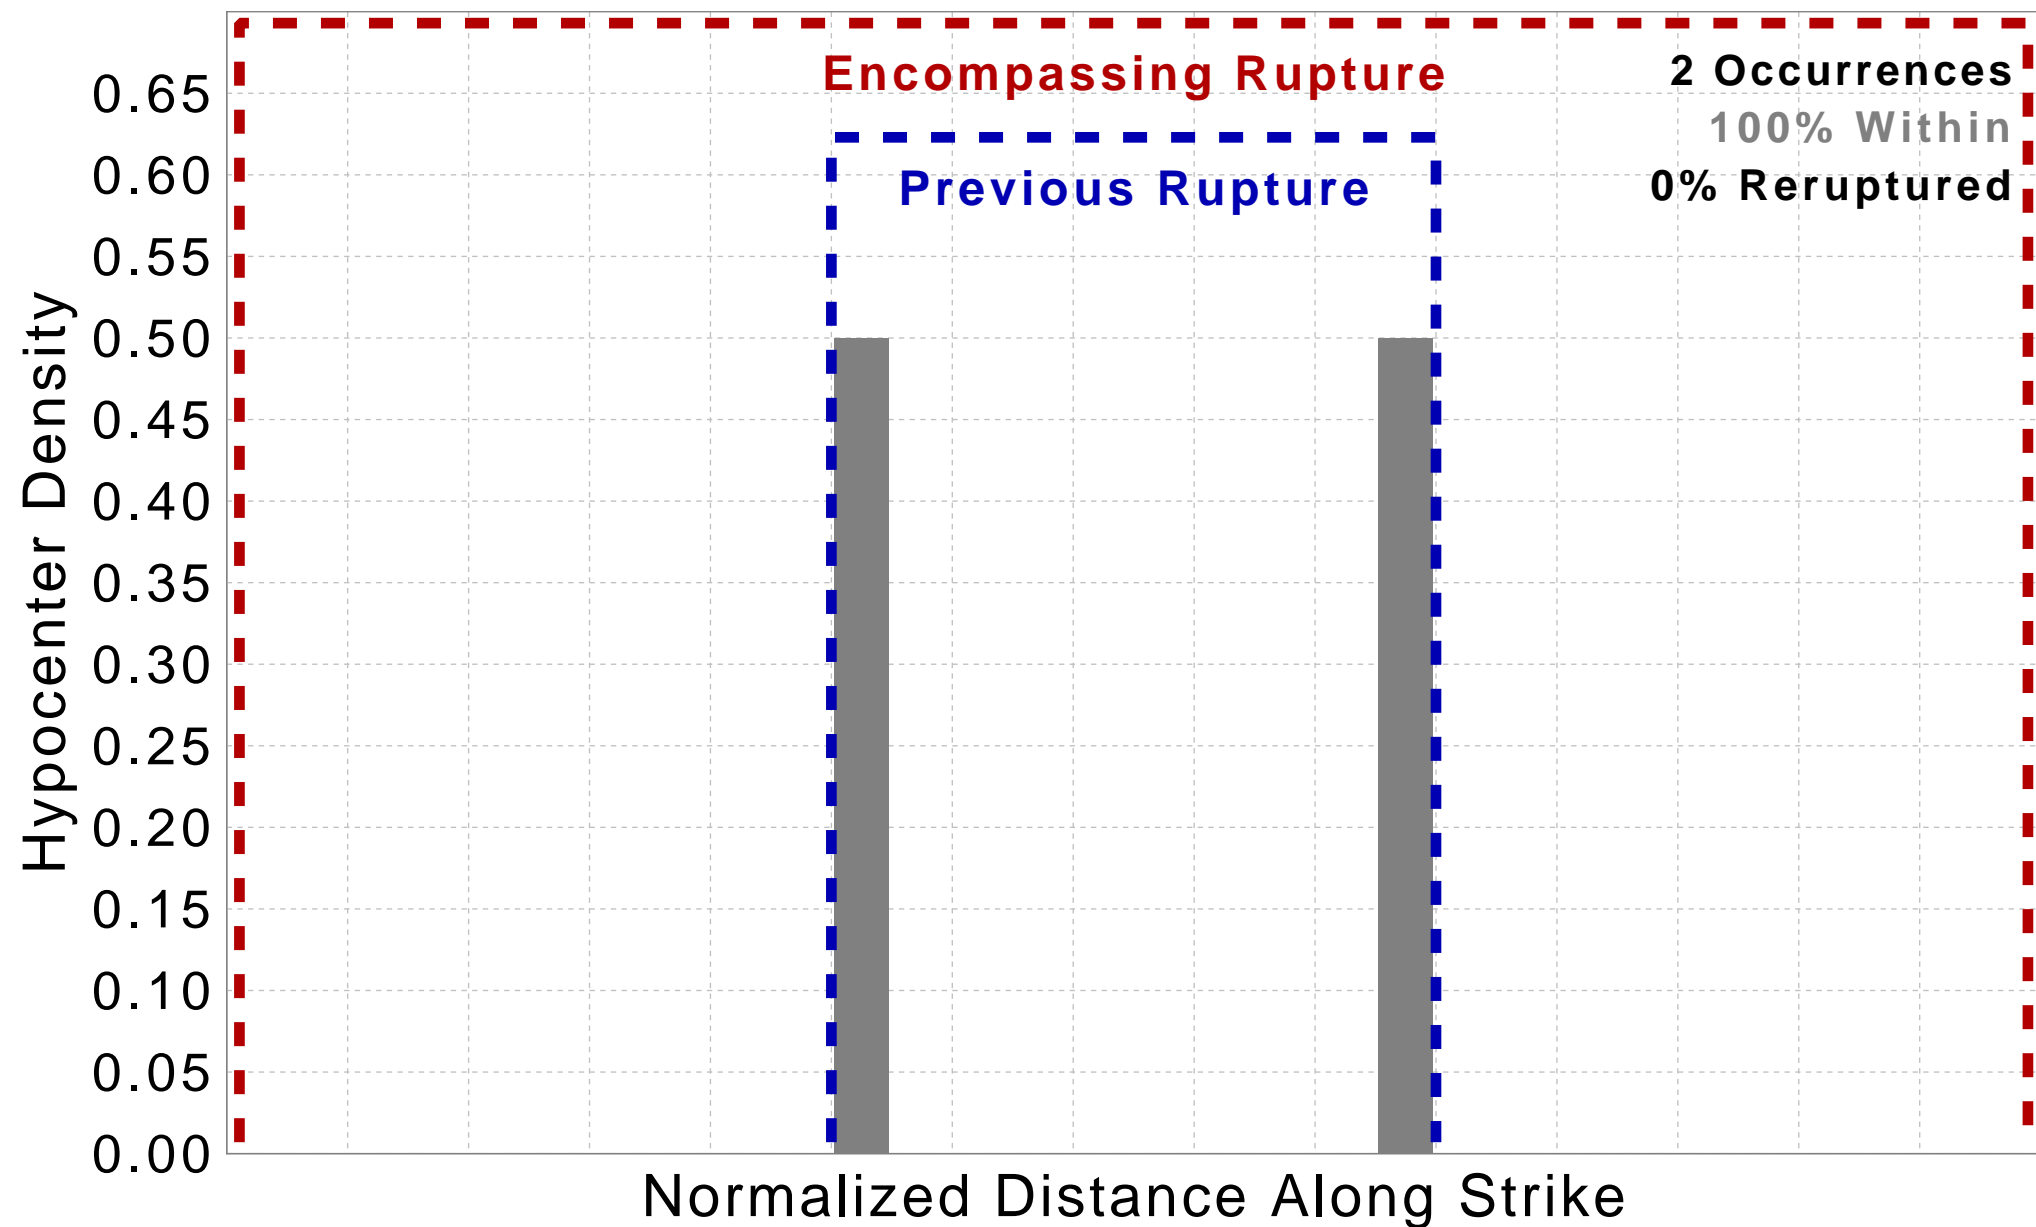 Encompassing Rupture
2 Occurrences
100% Within
Previous Rupture
0% Reruptured
0.65
0.60
0.55
0.50
0.45
0.40
0.35
0.30
0.25
0.20
0.15
0.10
0.05
0.00
Hypocenter Density
Normalized Distance Along Strike